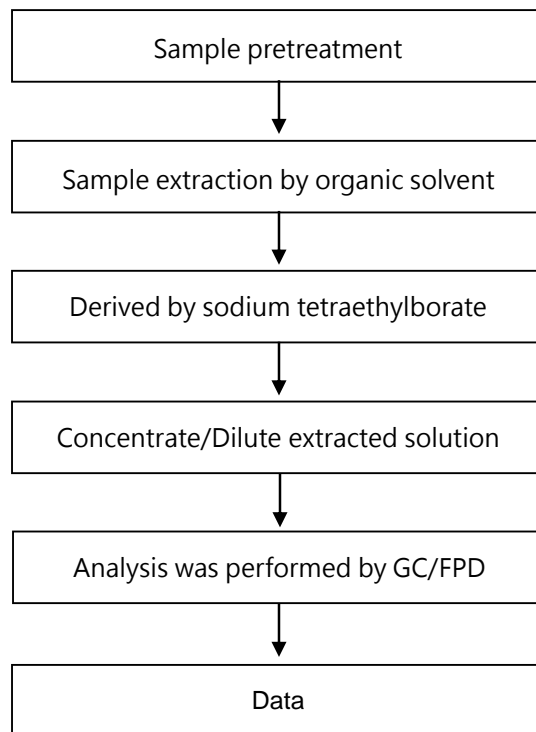 Sample pretreatment
Sample extraction by organic solvent
Derived by sodium tetraethylborate
Concentrate/Dilute extracted solution
Analysis was performed by GC/FPD
Data